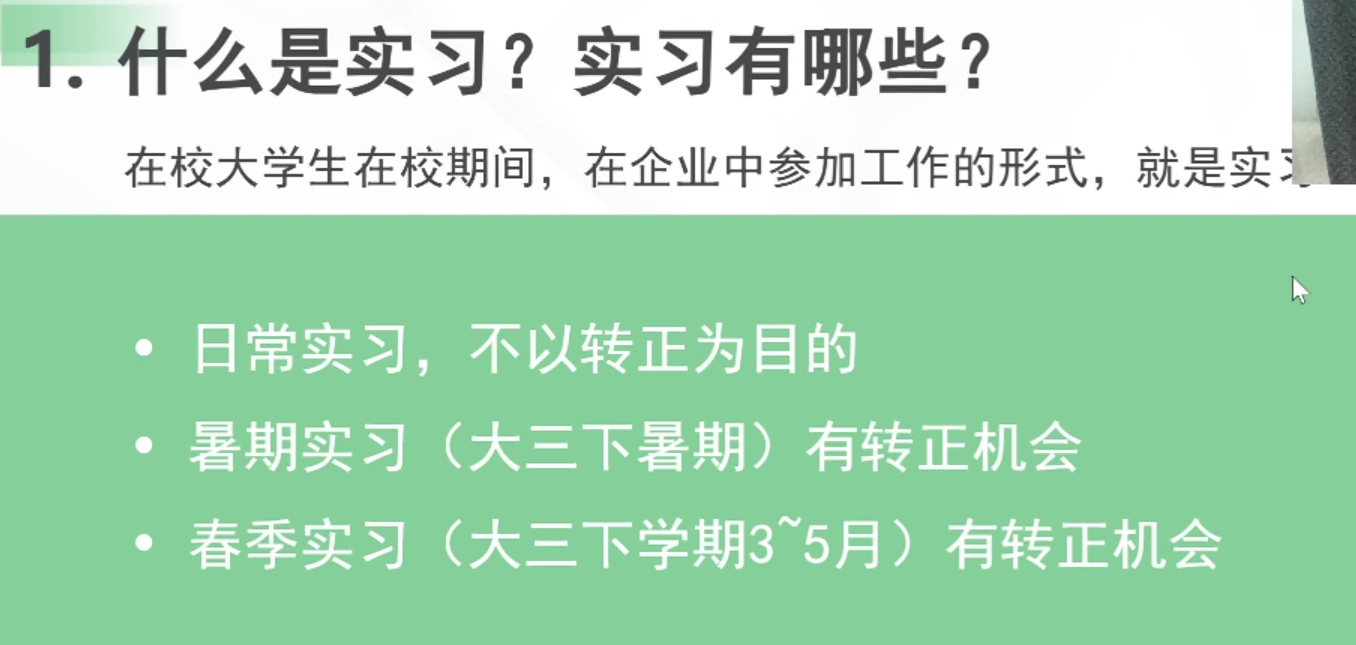 1. 什么是实习？实习有哪些？
在校大学生在校期间，在企业中参加工作的形式，就是实
• 日常实习，不以转正为目的
• 暑期实习（大三下暑期）有转正机会
• 春季实习（大三下学期3~5月）有转正机会